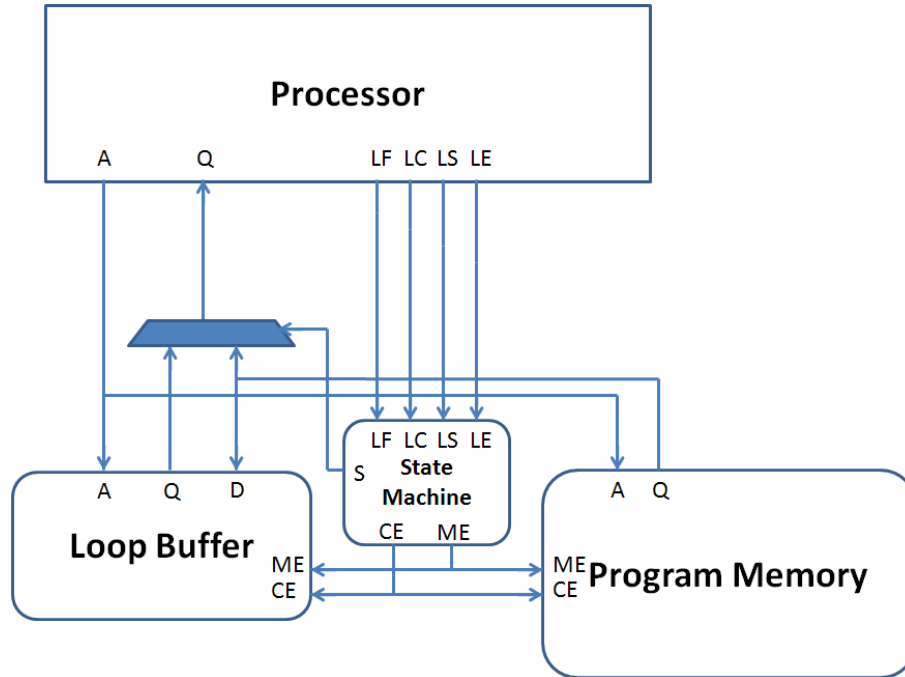 Processor
A Q LF LC LS LE
LF LC LS LE
S State
Machine
CE ME
A Q D
Loop Buffer
ME
CE
A Q
ME
CE
Program Memory